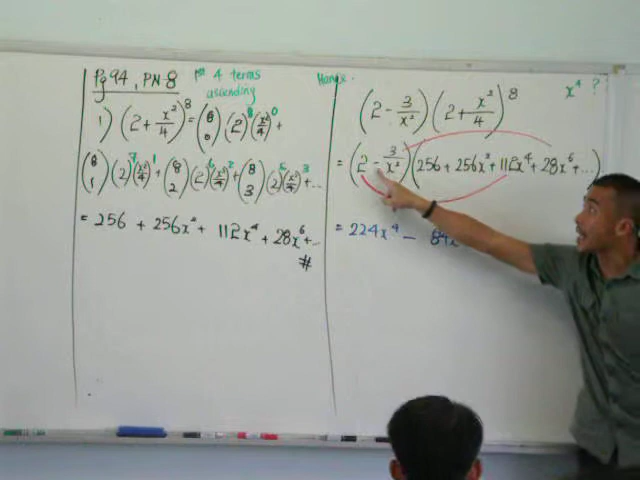 Pg 94, PN-8 1st 4 terms
ascending
1) (2 + x²/4)⁸ = (8 0) (2)⁸ (x²/4)⁰ +
(8 1) (2)⁷ (x²/4)¹ + (8 2) (2)⁶ (x²/4)² + (8 3) (2)⁵ (x²/4)³ + ...
= 256 + 256x² + 112x⁴ + 28x⁶ + ...
#
Hence. x⁴ ?
(2 - 3/x²) (2 + x²/4)⁸
= (2 - 3/x²) (256 + 256x² + 112x⁴ + 28x⁶ + ...)
= 224x⁴ - 84x